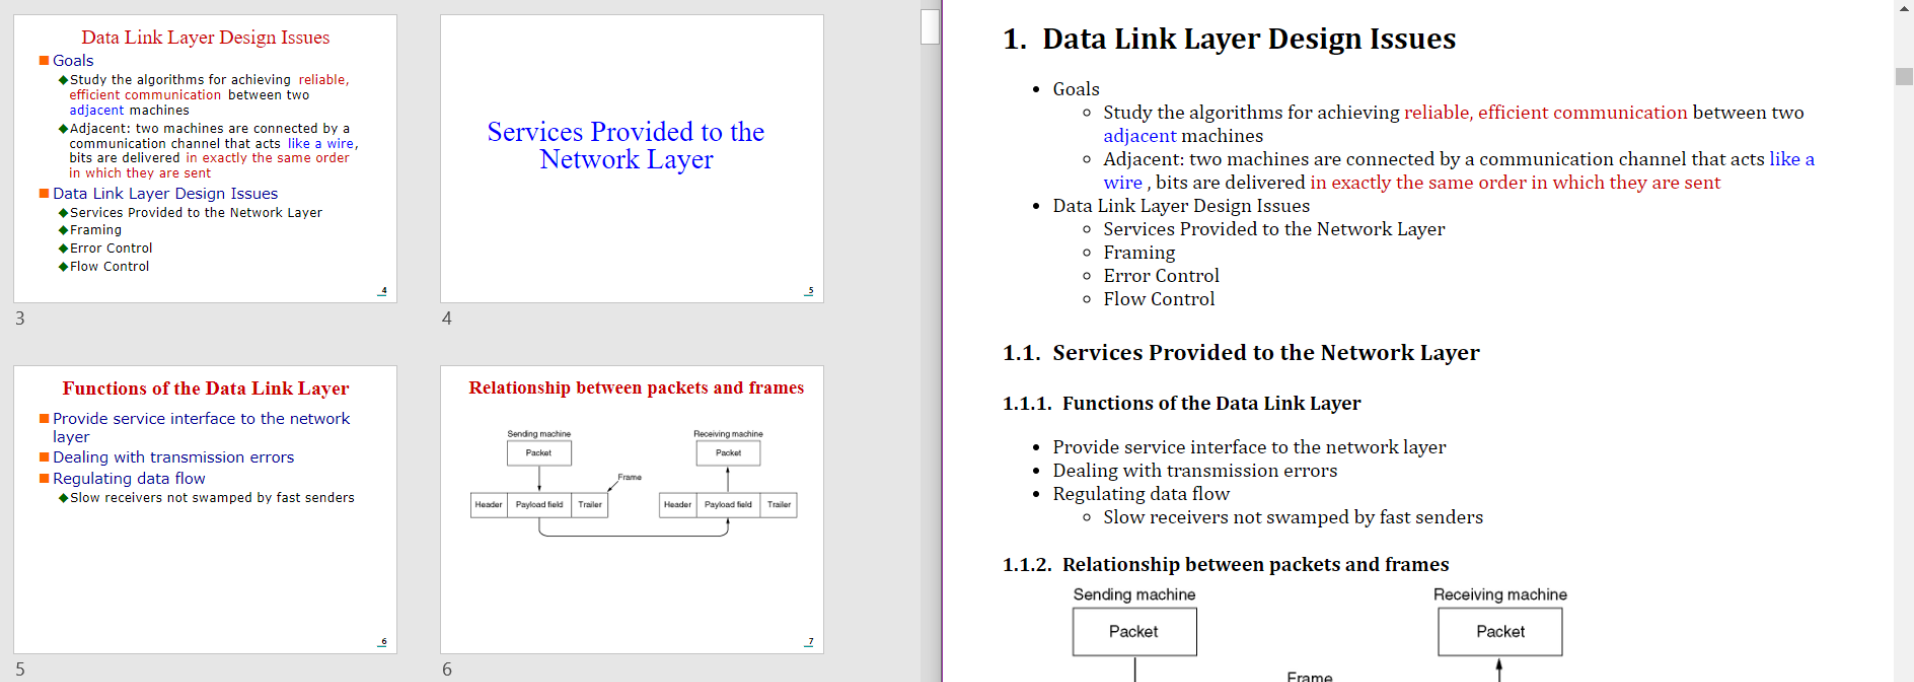 Data Link Layer Design Issues
Goals
Study the algorithms for achieving reliable,
efficient communication between two
adjacent machines
Adjacent: two machines are connected by a
communication channel that acts like a wire,
bits are delivered in exactly the same order
in which they are sent
Data Link Layer Design Issues
Services Provided to the Network Layer
Framing
Error Control
Flow Control
4
3
Services Provided to the
Network Layer
5
4
Functions of the Data Link Layer
Provide service interface to the network
layer
Dealing with transmission errors
Regulating data flow
Slow receivers not swamped by fast senders
6
5
Relationship between packets and frames
Sending machine
Receiving machine
Packet
Packet
Frame
Header Payload field Trailer
Header Payload field Trailer
7
6
1. Data Link Layer Design Issues
Goals
Study the algorithms for achieving reliable, efficient communication between two
adjacent machines
Adjacent: two machines are connected by a communication channel that acts like a
wire , bits are delivered in exactly the same order in which they are sent
Data Link Layer Design Issues
Services Provided to the Network Layer
Framing
Error Control
Flow Control
1.1. Services Provided to the Network Layer
1.1.1. Functions of the Data Link Layer
Provide service interface to the network layer
Dealing with transmission errors
Regulating data flow
Slow receivers not swamped by fast senders
1.1.2. Relationship between packets and frames
Sending machine
Receiving machine
Packet
Packet
Frame